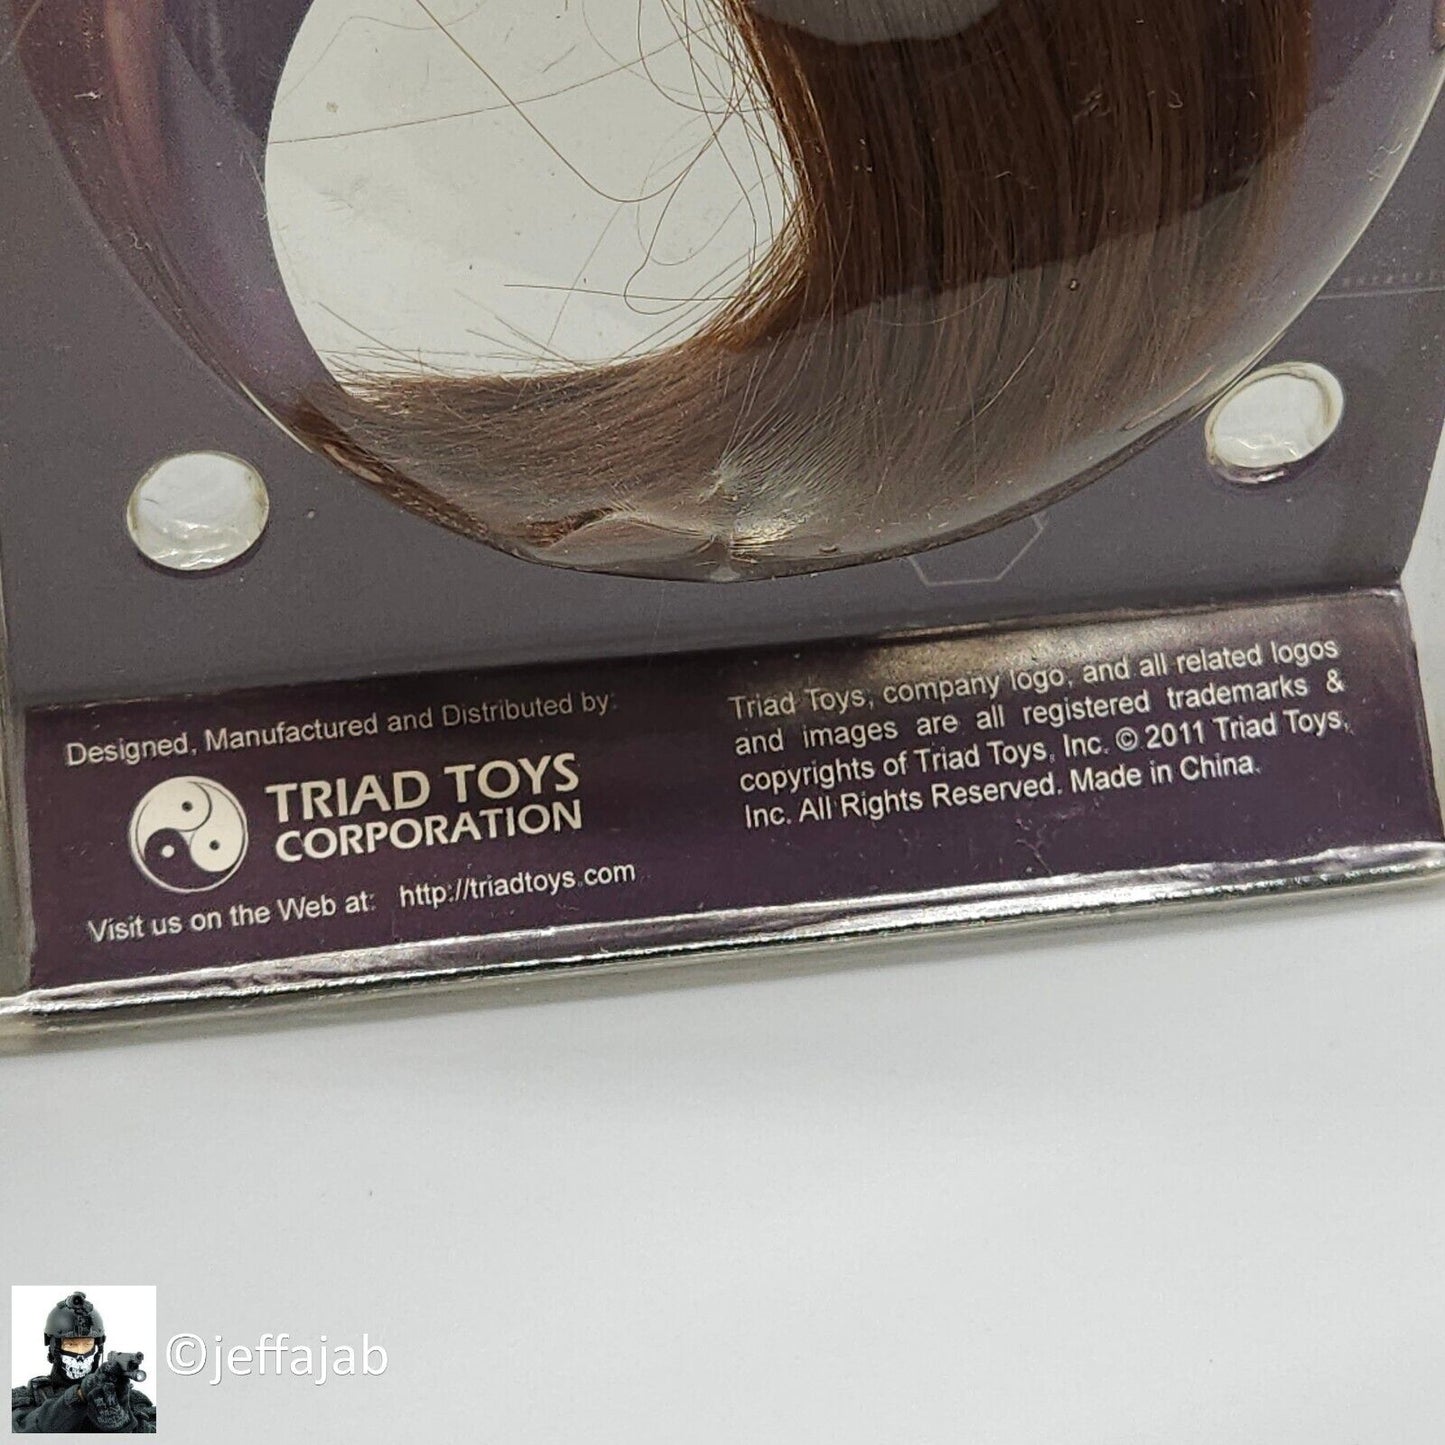 Designed, Manufactured and Distributed by:
TRIAD TOYS
CORPORATION
Visit us on the Web at: http://triadtoys.com
Triad Toys, company logo, and all related logos
and images are all registered trademarks &
copyrights of Triad Toys, Inc. © 2011 Triad Toys,
Inc. All Rights Reserved. Made in China.
©jeffajab